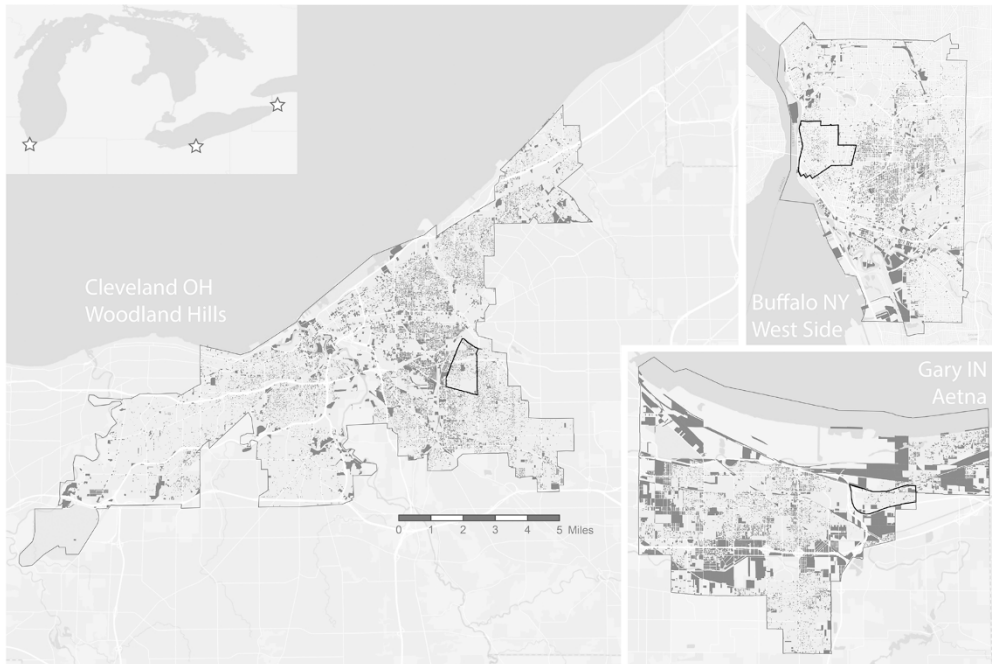 Cleveland OH
Woodland Hills
Buffalo NY
West Side
Gary IN
Aetna
0 1 2 3 4 5 Miles